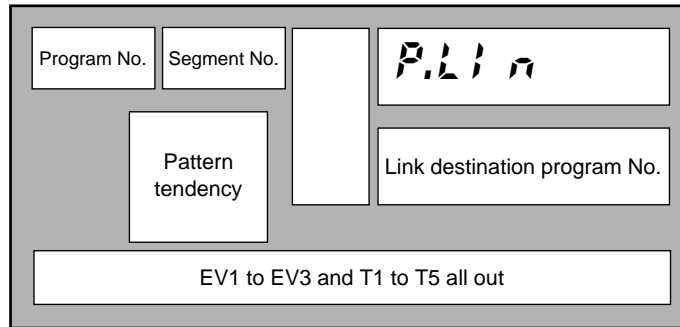 Program No.
Segment No.
P.LI n
Pattern
tendency
Link destination program No.
EV1 to EV3 and T1 to T5 all out